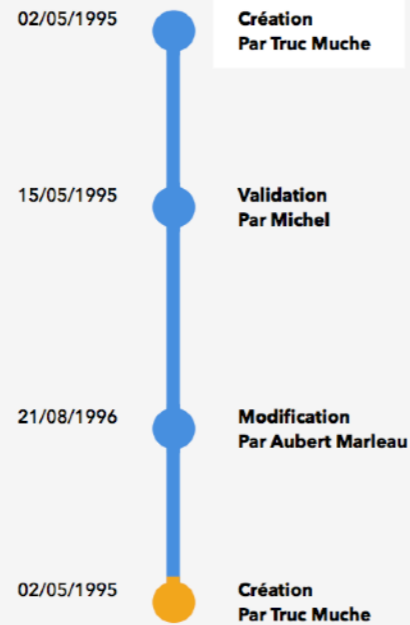 02/05/1995
Création
Par Truc Muche
15/05/1995
Validation
Par Michel
21/08/1996
Modification
Par Aubert Marleau
02/05/1995
Création
Par Truc Muche